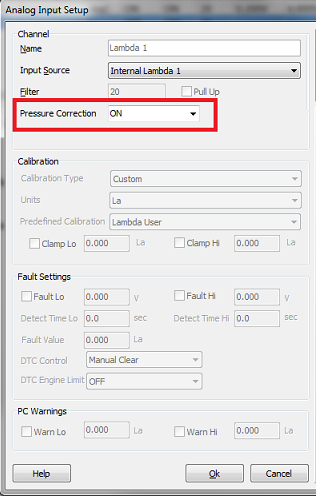 Analog Input Setup
Channel
Name Lambda 1
Input Source Internal Lambda 1
Filter 20 Pull Up
Pressure Correction ON
Calibration
Calibration Type Custom
Units La
Predefined Calibration Lambda User
Clamp Lo 0.000 La Clamp Hi 0.000 La
Fault Settings
Fault Lo 0.000 V Fault Hi 0.000 V
Detect Time Lo 0.0 sec Detect Time Hi 0.0 sec
Fault Value 0.000 La
DTC Control Manual Clear
DTC Engine Limit OFF
PC Warnings
Warn Lo 0.000 La Warn Hi 0.000 La
Help Ok Cancel